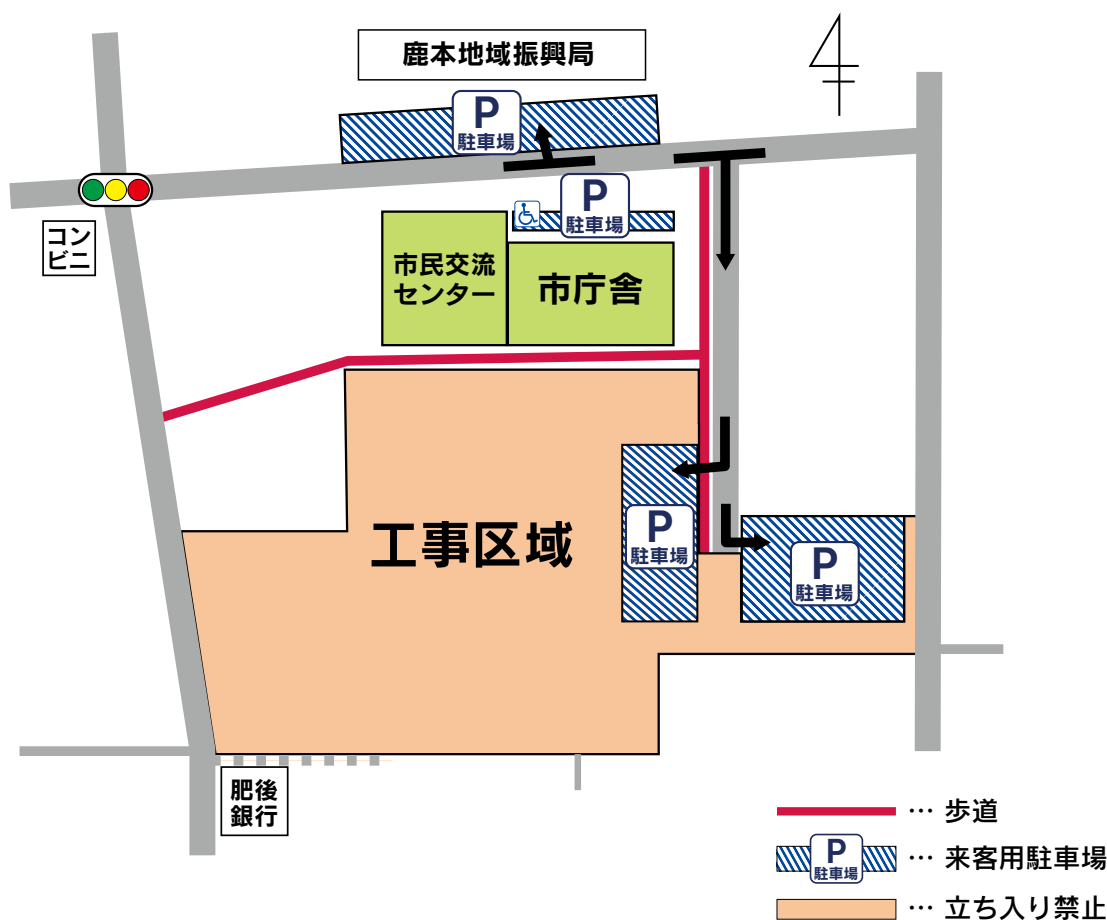 鹿本地域振興局
P
駐車場
P
駐車場
コン
ビニ
市民交流
センター
市庁舎
工事区域
P
駐車場
P
駐車場
肥後
銀行
… 歩道
P
駐車場
… 来客用駐車場
… 立ち入り禁止